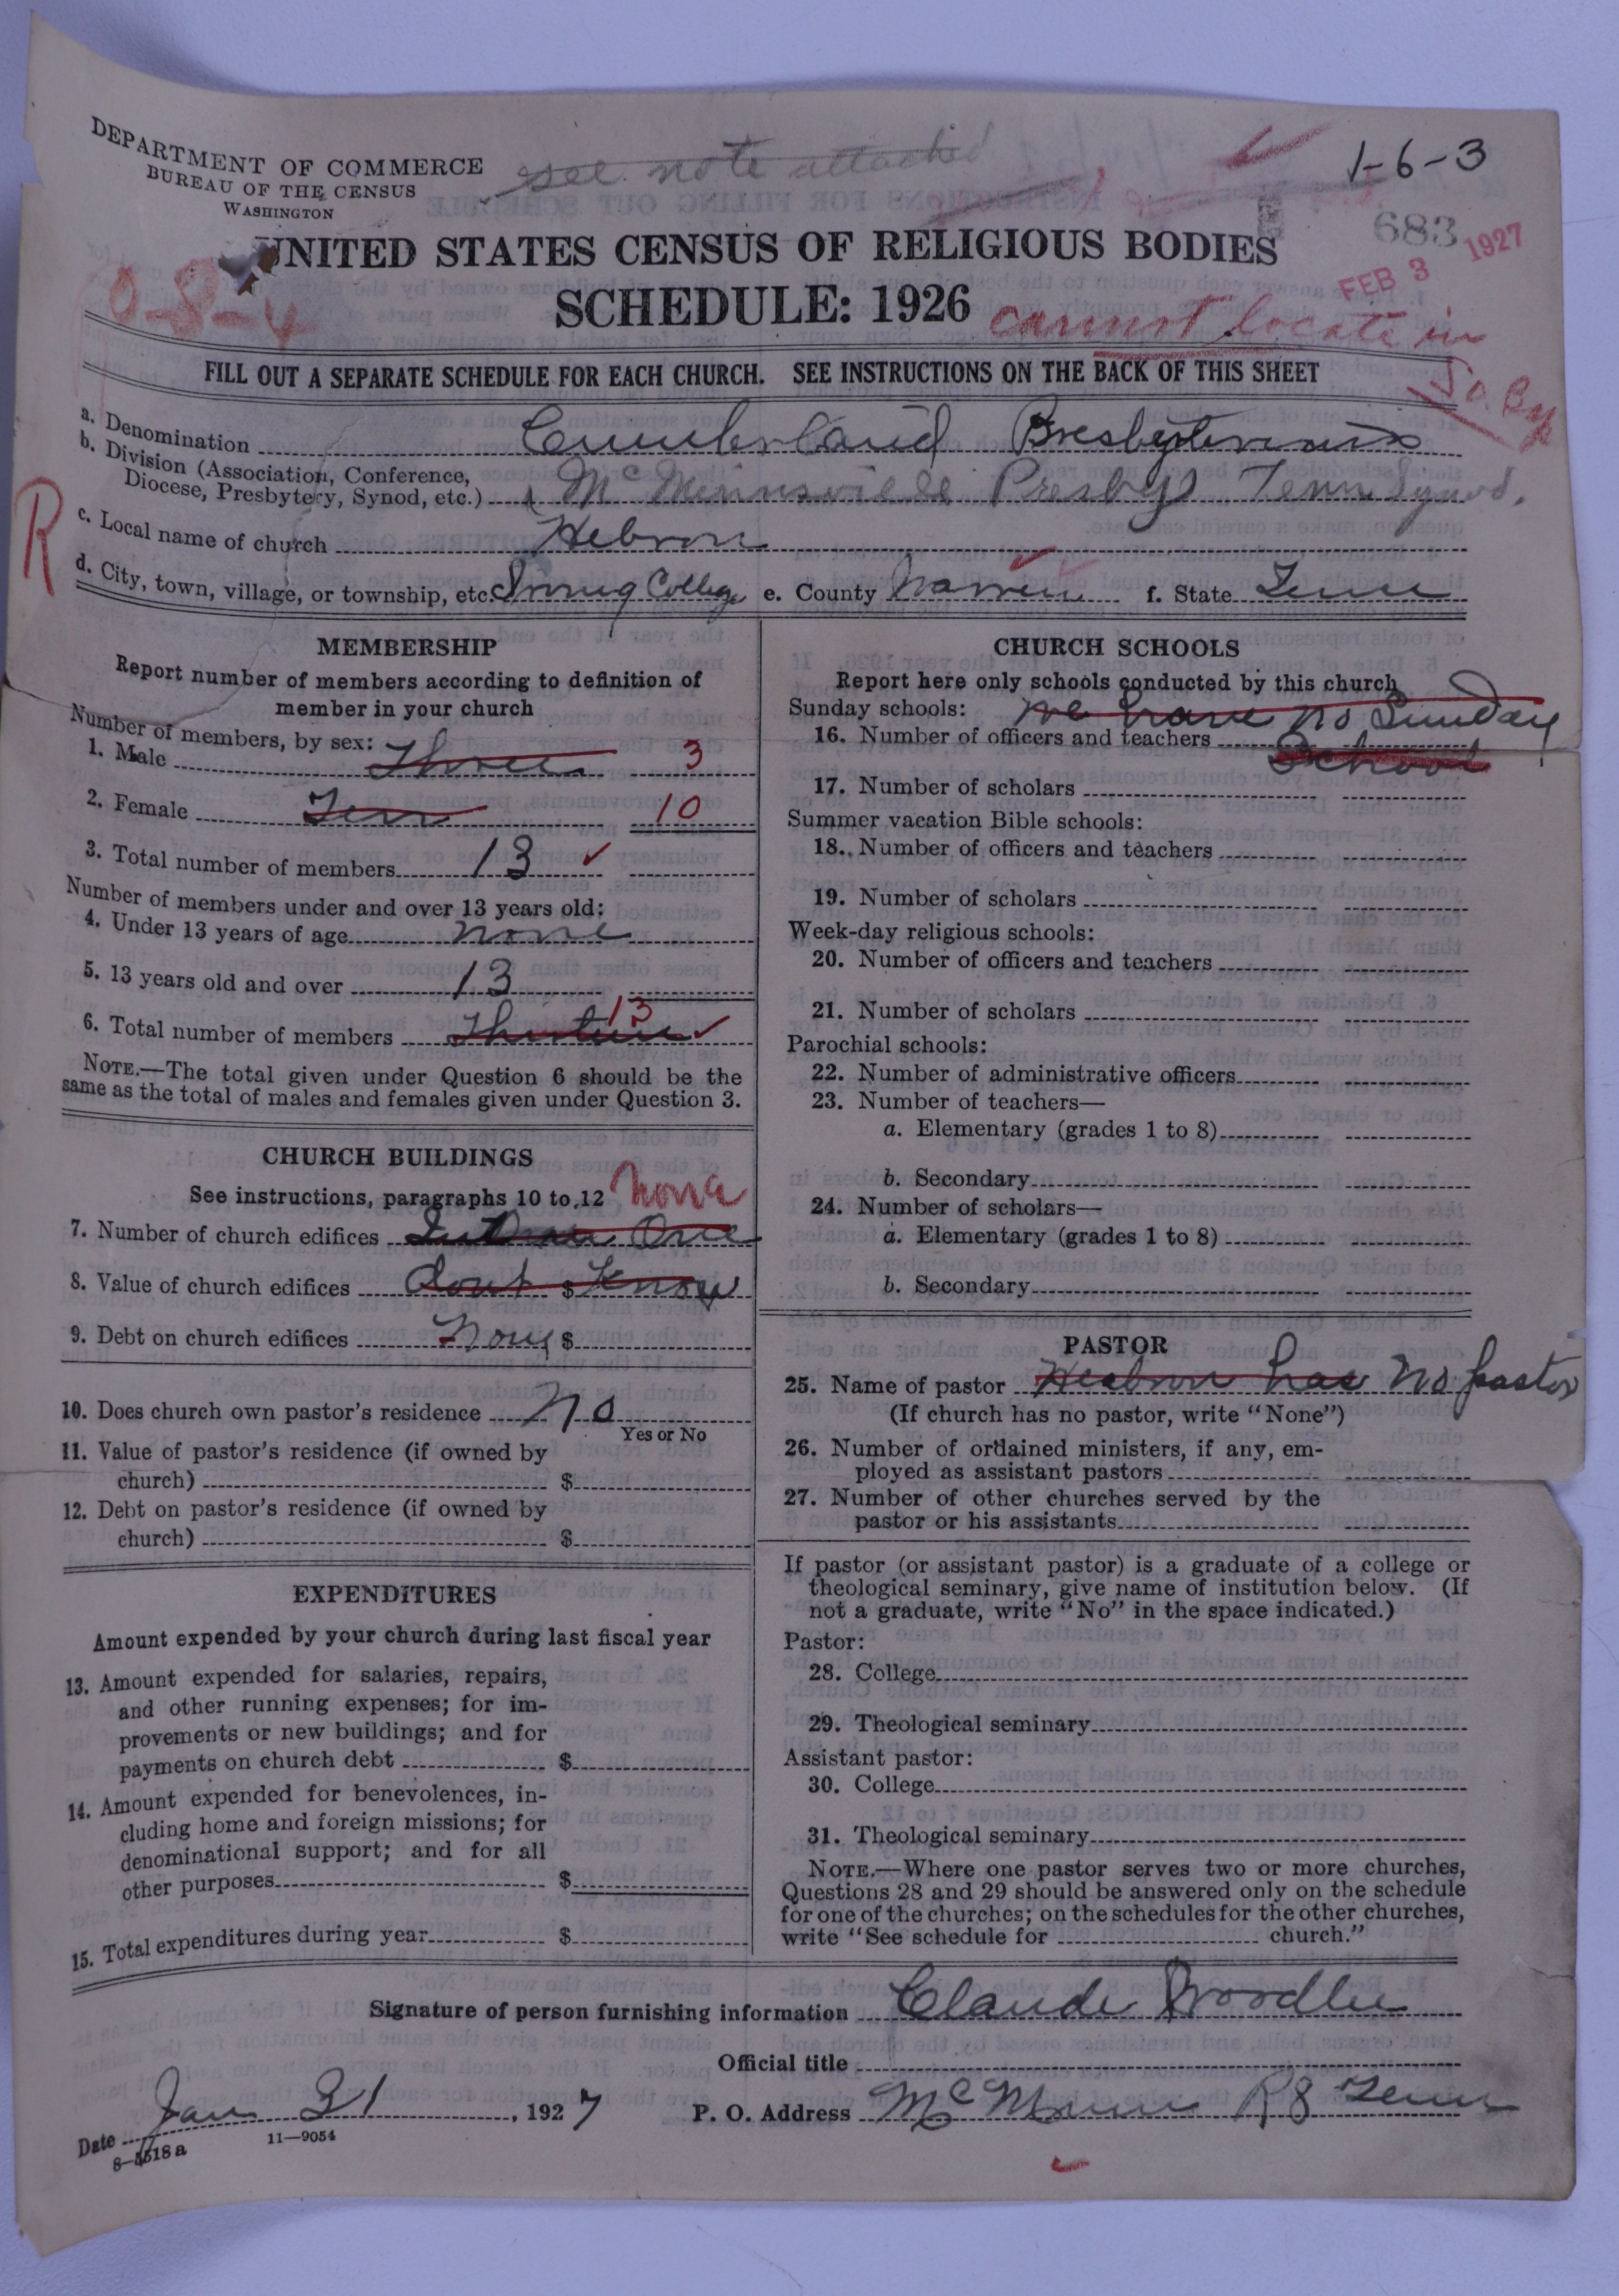 DEPARTMENT OF COMMERCE
BUREAU OF THE CENSUS
WASHINGTON
see note attached
1-6-3
683
FEB 3 1927
UNITED STATES CENSUS OF RELIGIOUS BODIES
SCHEDULE: 1926
0-8-4
cannot locate in
FILL OUT A SEPARATE SCHEDULE FOR EACH CHURCH. SEE INSTRUCTIONS ON THE BACK OF THIS SHEET
a. Denomination Cumberland Presbyterians
b. Division (Association, Conference,
Diocese, Presbytery, Synod, etc.) McMinnsville Presby Tenn Synod.
R
c. Local name of church Hebron
d. City, town, village, or township, etc. Irving College e. County Warren f. State Tenn
MEMBERSHIP
Report number of members according to definition of
member in your church
Number of members, by sex:
1. Male Three 3
2. Female Ten 10
3. Total number of members 13
Number of members under and over 13 years old:
4. Under 13 years of age none
5. 13 years old and over 13
6. Total number of members Thirteen 13
NOTE.—The total given under Question 6 should be the
same as the total of males and females given under Question 3.
CHURCH BUILDINGS
See instructions, paragraphs 10 to 12 None
7. Number of church edifices One
8. Value of church edifices dont $ Know
9. Debt on church edifices None $
10. Does church own pastor's residence No
Yes or No
11. Value of pastor's residence (if owned by
church) $
12. Debt on pastor's residence (if owned by
church) $
EXPENDITURES
Amount expended by your church during last fiscal year
13. Amount expended for salaries, repairs,
and other running expenses; for im-
provements or new buildings; and for
payments on church debt $
14. Amount expended for benevolences, in-
cluding home and foreign missions; for
denominational support; and for all
other purposes $
15. Total expenditures during year $
CHURCH SCHOOLS
Report here only schools conducted by this church
Sunday schools: we have no Sunday
16. Number of officers and teachers School
17. Number of scholars
Summer vacation Bible schools:
18. Number of officers and teachers
19. Number of scholars
Week-day religious schools:
20. Number of officers and teachers
21. Number of scholars
Parochial schools:
22. Number of administrative officers
23. Number of teachers—
a. Elementary (grades 1 to 8)
b. Secondary
24. Number of scholars—
a. Elementary (grades 1 to 8)
b. Secondary
PASTOR
25. Name of pastor Heabron has no pastor
(If church has no pastor, write "None")
26. Number of ordained ministers, if any, em-
ployed as assistant pastors
27. Number of other churches served by the
pastor or his assistants
If pastor (or assistant pastor) is a graduate of a college or
theological seminary, give name of institution below. (If
not a graduate, write "No" in the space indicated.)
Pastor:
28. College
29. Theological seminary
Assistant pastor:
30. College
31. Theological seminary
NOTE.—Where one pastor serves two or more churches,
Questions 28 and 29 should be answered only on the schedule
for one of the churches; on the schedules for the other churches,
write "See schedule for church."
Signature of person furnishing information Claude Woodlee
Official title
Date Jan 31, 1927 P. O. Address McMinn R8 Tenn
8-5518a 11—9054